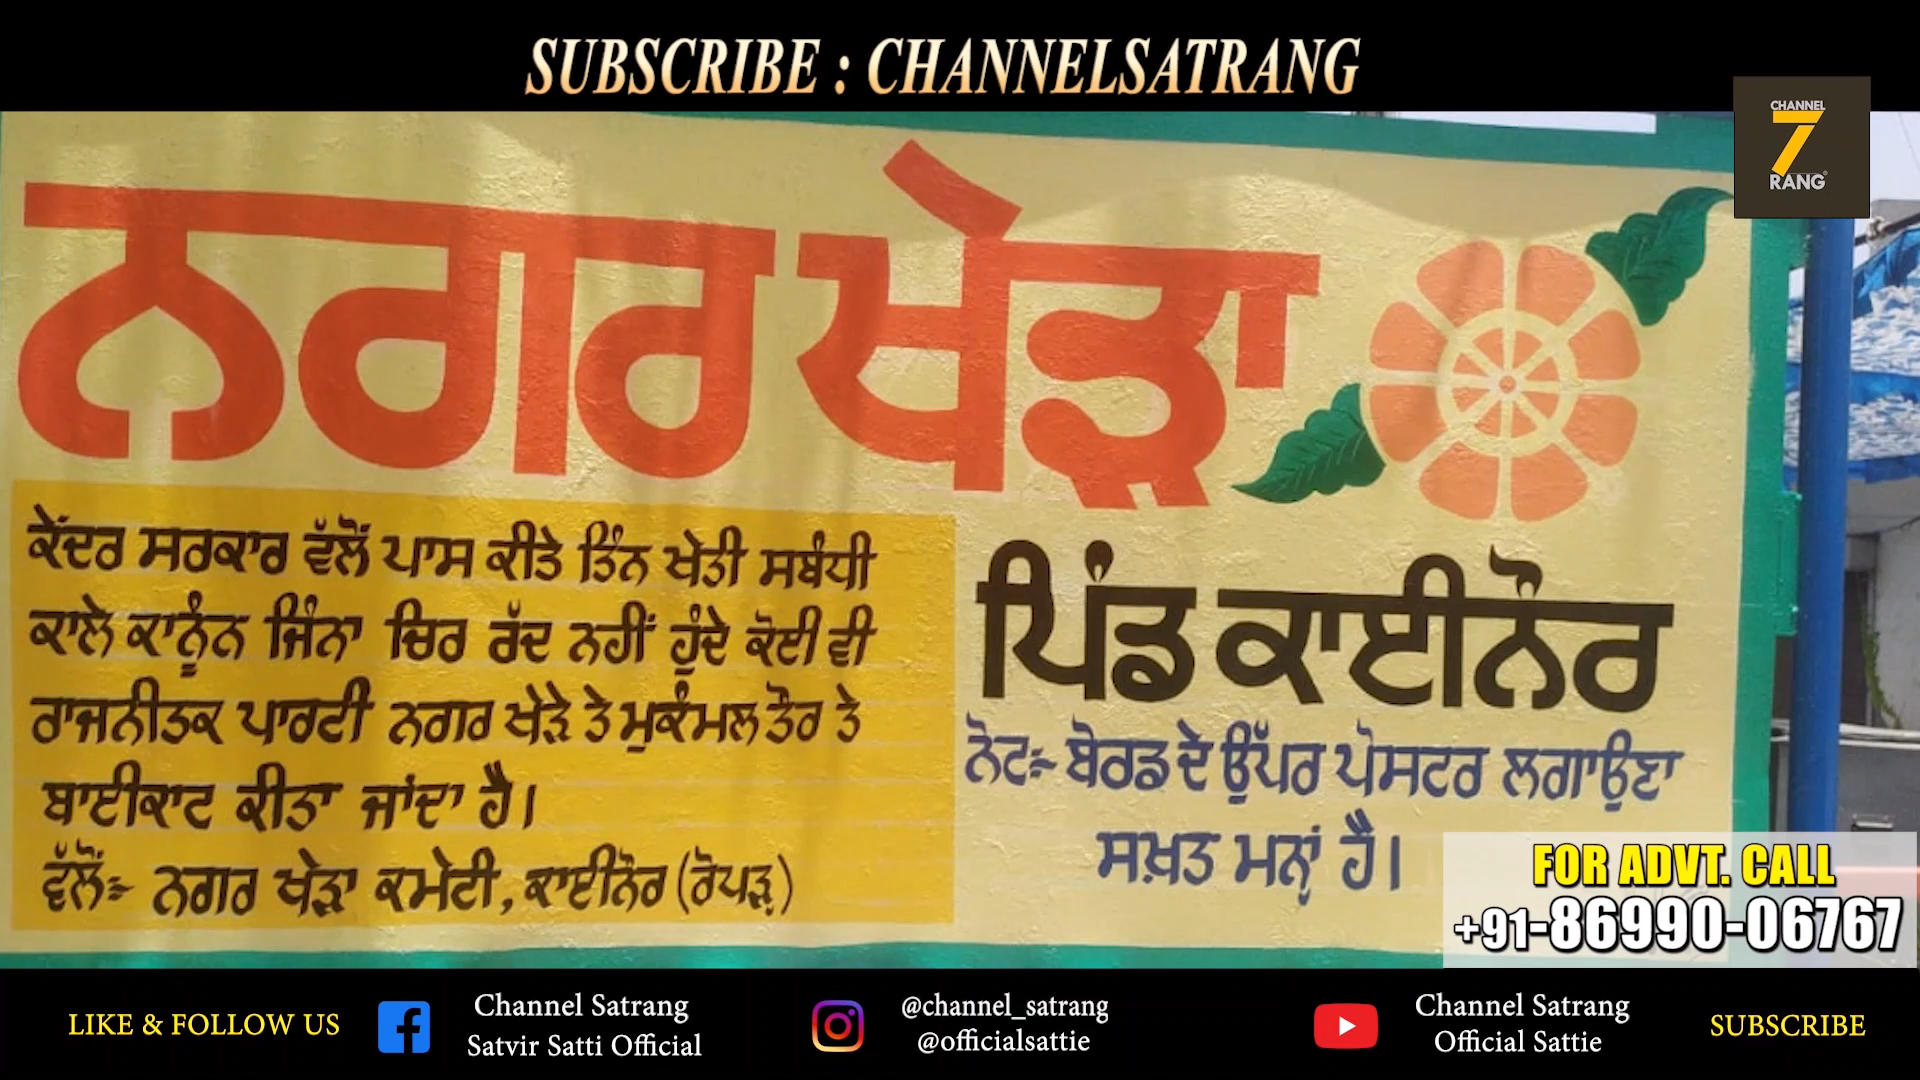 SUBSCRIBE : CHANNELSATRANG
CHANNEL
7
RANG
ਨਗਰ ਖੇੜਾ
ਕੇਂਦਰ ਸਰਕਾਰ ਵੱਲੋਂ ਪਾਸ ਕੀਤੇ ਤਿੰਨ ਖੇਤੀ ਸਬੰਧੀ
ਕਾਲੇ ਕਾਨੂੰਨ ਜਿੰਨਾ ਚਿਰ ਰੱਦ ਨਹੀਂ ਹੁੰਦੇ ਕੋਈ ਵੀ
ਰਾਜਨੀਤਕ ਪਾਰਟੀ ਨਗਰ ਖੇੜੇ ਤੇ ਮੁਕੰਮਲ ਤੌਰ ਤੇ
ਬਾਈਕਾਟ ਕੀਤਾ ਜਾਂਦਾ ਹੈ।
ਵੱਲੋਂ:- ਨਗਰ ਖੇੜਾ ਕਮੇਟੀ, ਕਾਈਨੌਰ (ਰੋਪੜ)
ਪਿੰਡ ਕਾਈਨੌਰ
ਨੋਟ:- ਬੋਰਡ ਦੇ ਉੱਪਰ ਪੋਸਟਰ ਲਗਾਉਣਾ
ਸਖ਼ਤ ਮਨ੍ਹਾਂ ਹੈ।
FOR ADVT. CALL
+91-86990-06767
LIKE & FOLLOW US
Channel Satrang
Satvir Satti Official
@channel_satrang
@officialsattie
Channel Satrang
Official Sattie
SUBSCRIBE